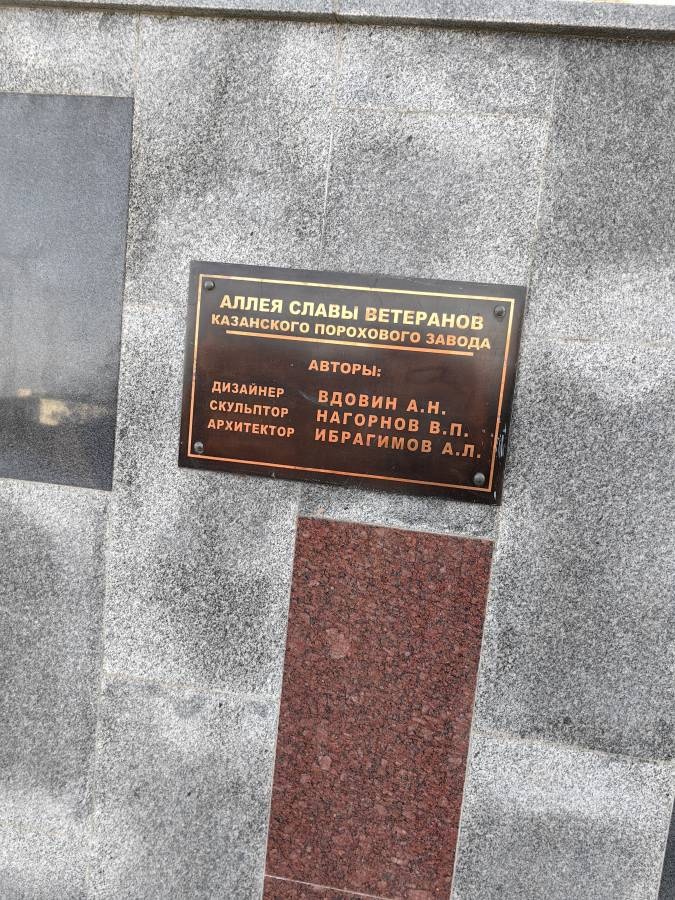 АЛЛЕЯ СЛАВЫ ВЕТЕРАНОВ
КАЗАНСКОГО ПОРОХОВОГО ЗАВОДА
АВТОРЫ:
ДИЗАЙНЕР ВДОВИН А.Н.
СКУЛЬПТОР НАГОРНОВ В.П.
АРХИТЕКТОР ИБРАГИМОВ А.Л.